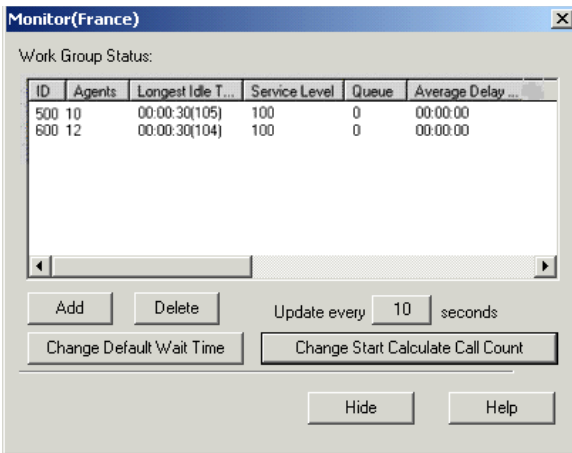 Monitor(France)
Work Group Status:
ID Agents Longest Idle T... Service Level Queue Average Delay ...
500 10 00:00:30(105) 100 0 00:00:00
600 12 00:00:30(104) 100 0 00:00:00
Add Delete Update every 10 seconds
Change Default Wait Time Change Start Calculate Call Count
Hide Help